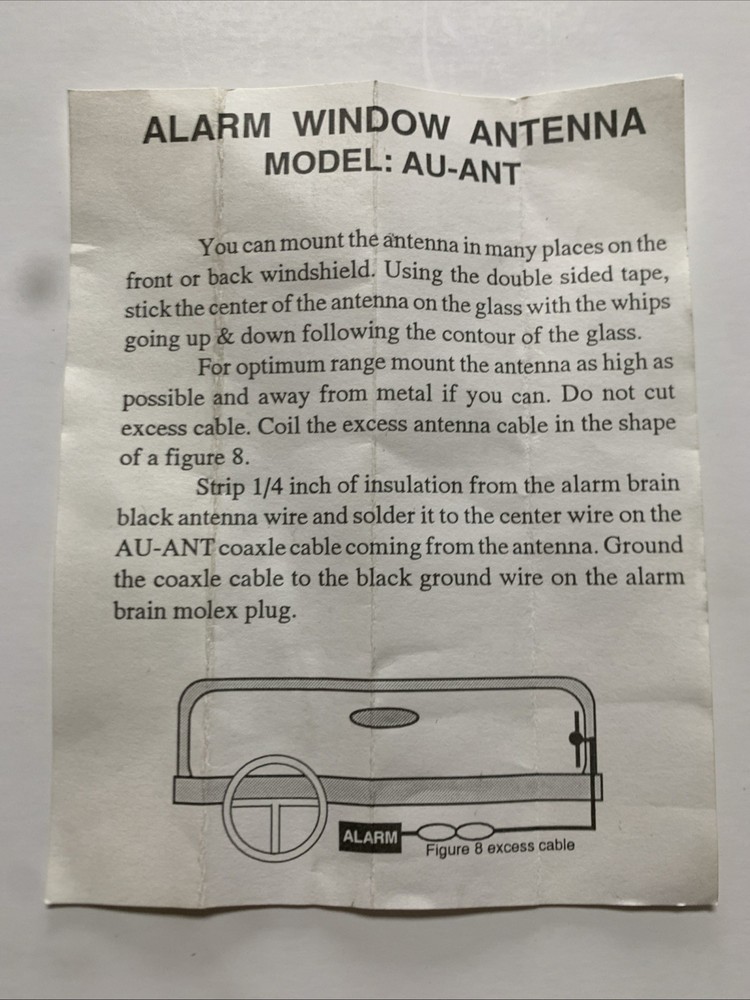 ALARM WINDOW ANTENNA
MODEL: AU-ANT
You can mount the antenna in many places on the
front or back windshield. Using the double sided tape,
stick the center of the antenna on the glass with the whips
going up & down following the contour of the glass.
For optimum range mount the antenna as high as
possible and away from metal if you can. Do not cut
excess cable. Coil the excess antenna cable in the shape
of a figure 8.
Strip 1/4 inch of insulation from the alarm brain
black antenna wire and solder it to the center wire on the
AU-ANT coaxle cable coming from the antenna. Ground
the coaxle cable to the black ground wire on the alarm
brain molex plug.
ALARM
Figure 8 excess cable